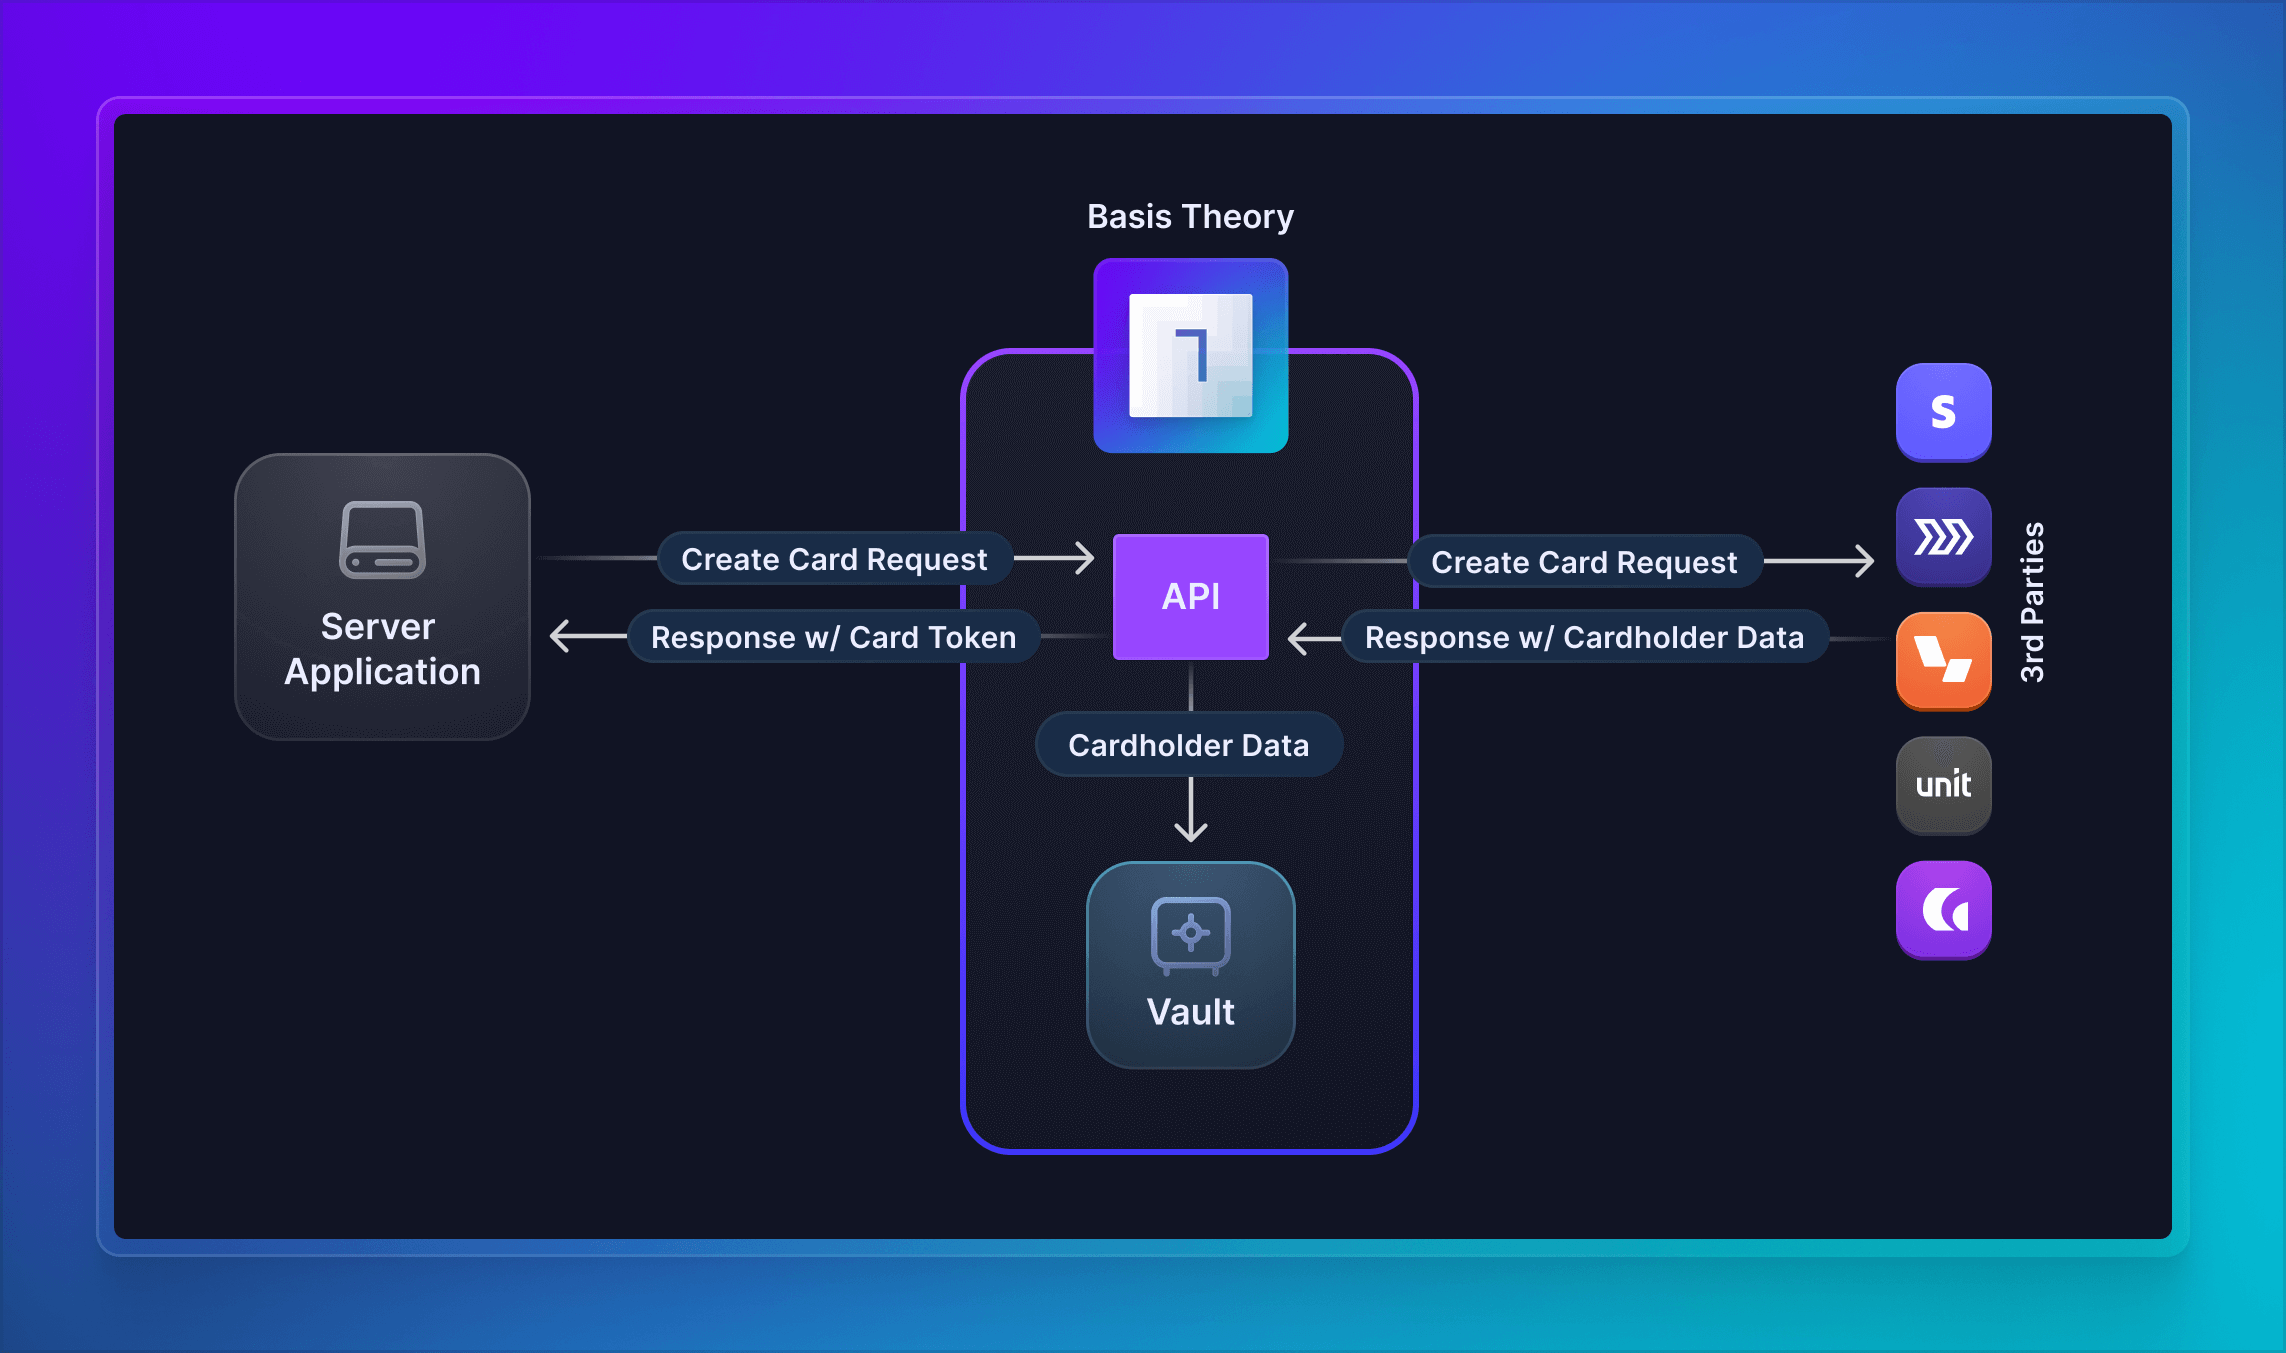 Basis Theory
Server
Application
Create Card Request
Response w/ Card Token
API
Create Card Request
Response w/ Cardholder Data
Cardholder Data
Vault
S
unit
3rd Parties